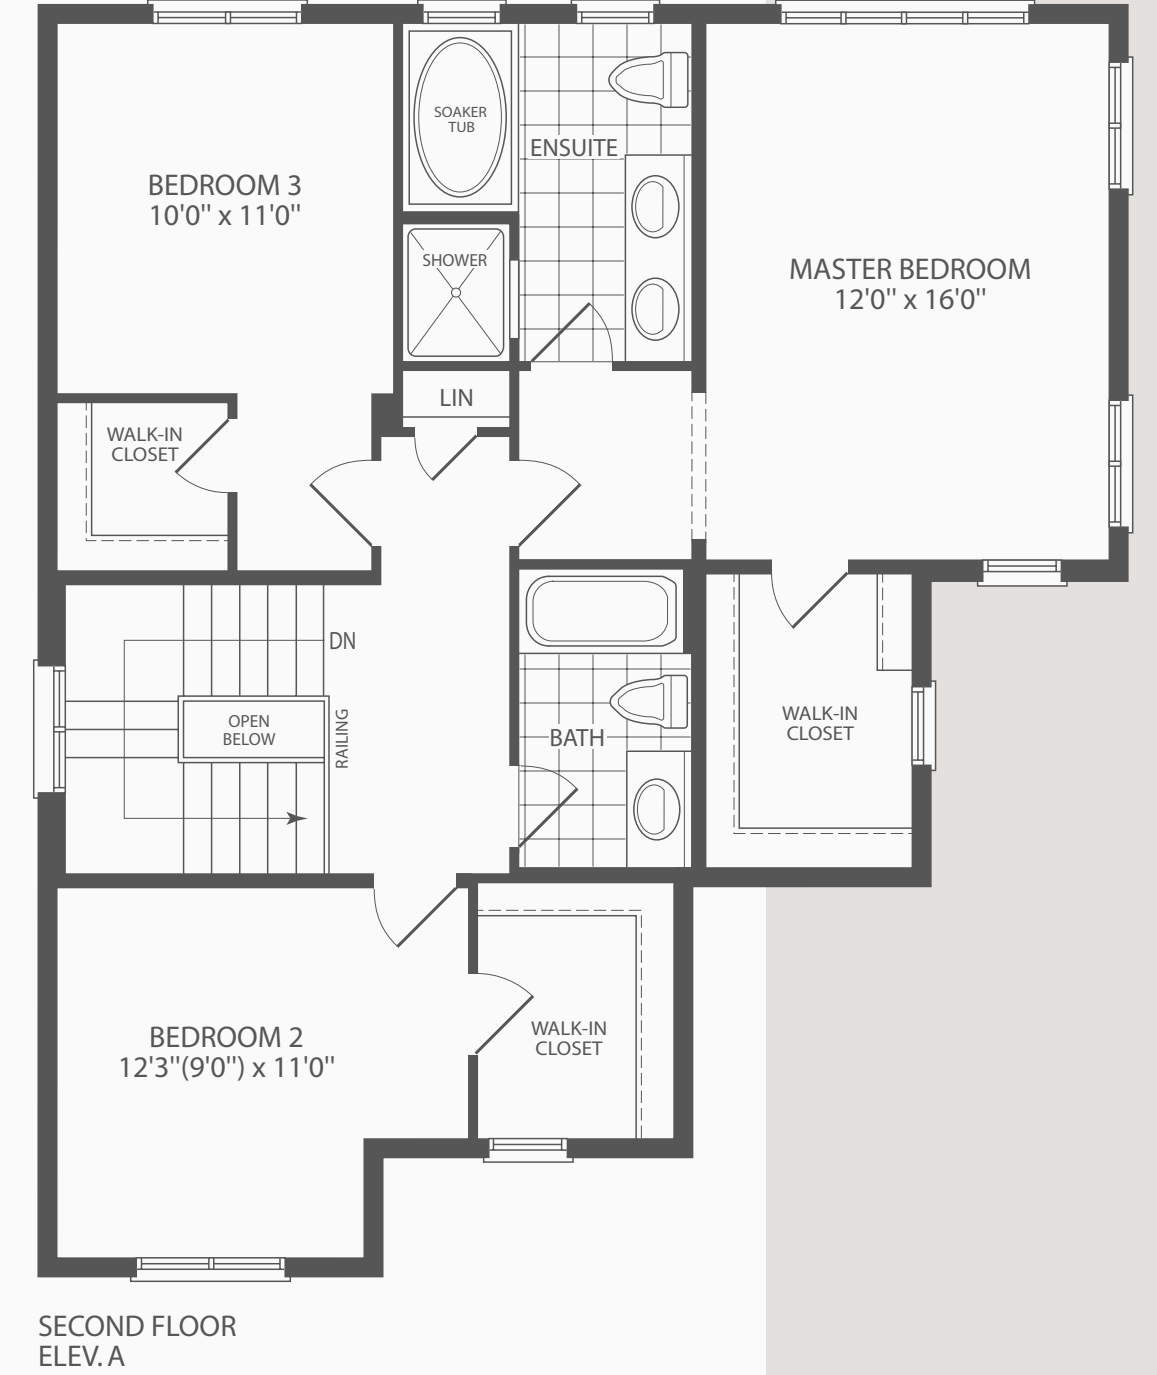 SOAKER
TUB
ENSUITE
BEDROOM 3
10'0" x 11'0"
SHOWER
MASTER BEDROOM
12'0" x 16'0"
LIN
WALK-IN
CLOSET
DN
OPEN
BELOW
RAILING
BATH
WALK-IN
CLOSET
BEDROOM 2
12'3"(9'0") x 11'0"
WALK-IN
CLOSET
SECOND FLOOR
ELEV. A